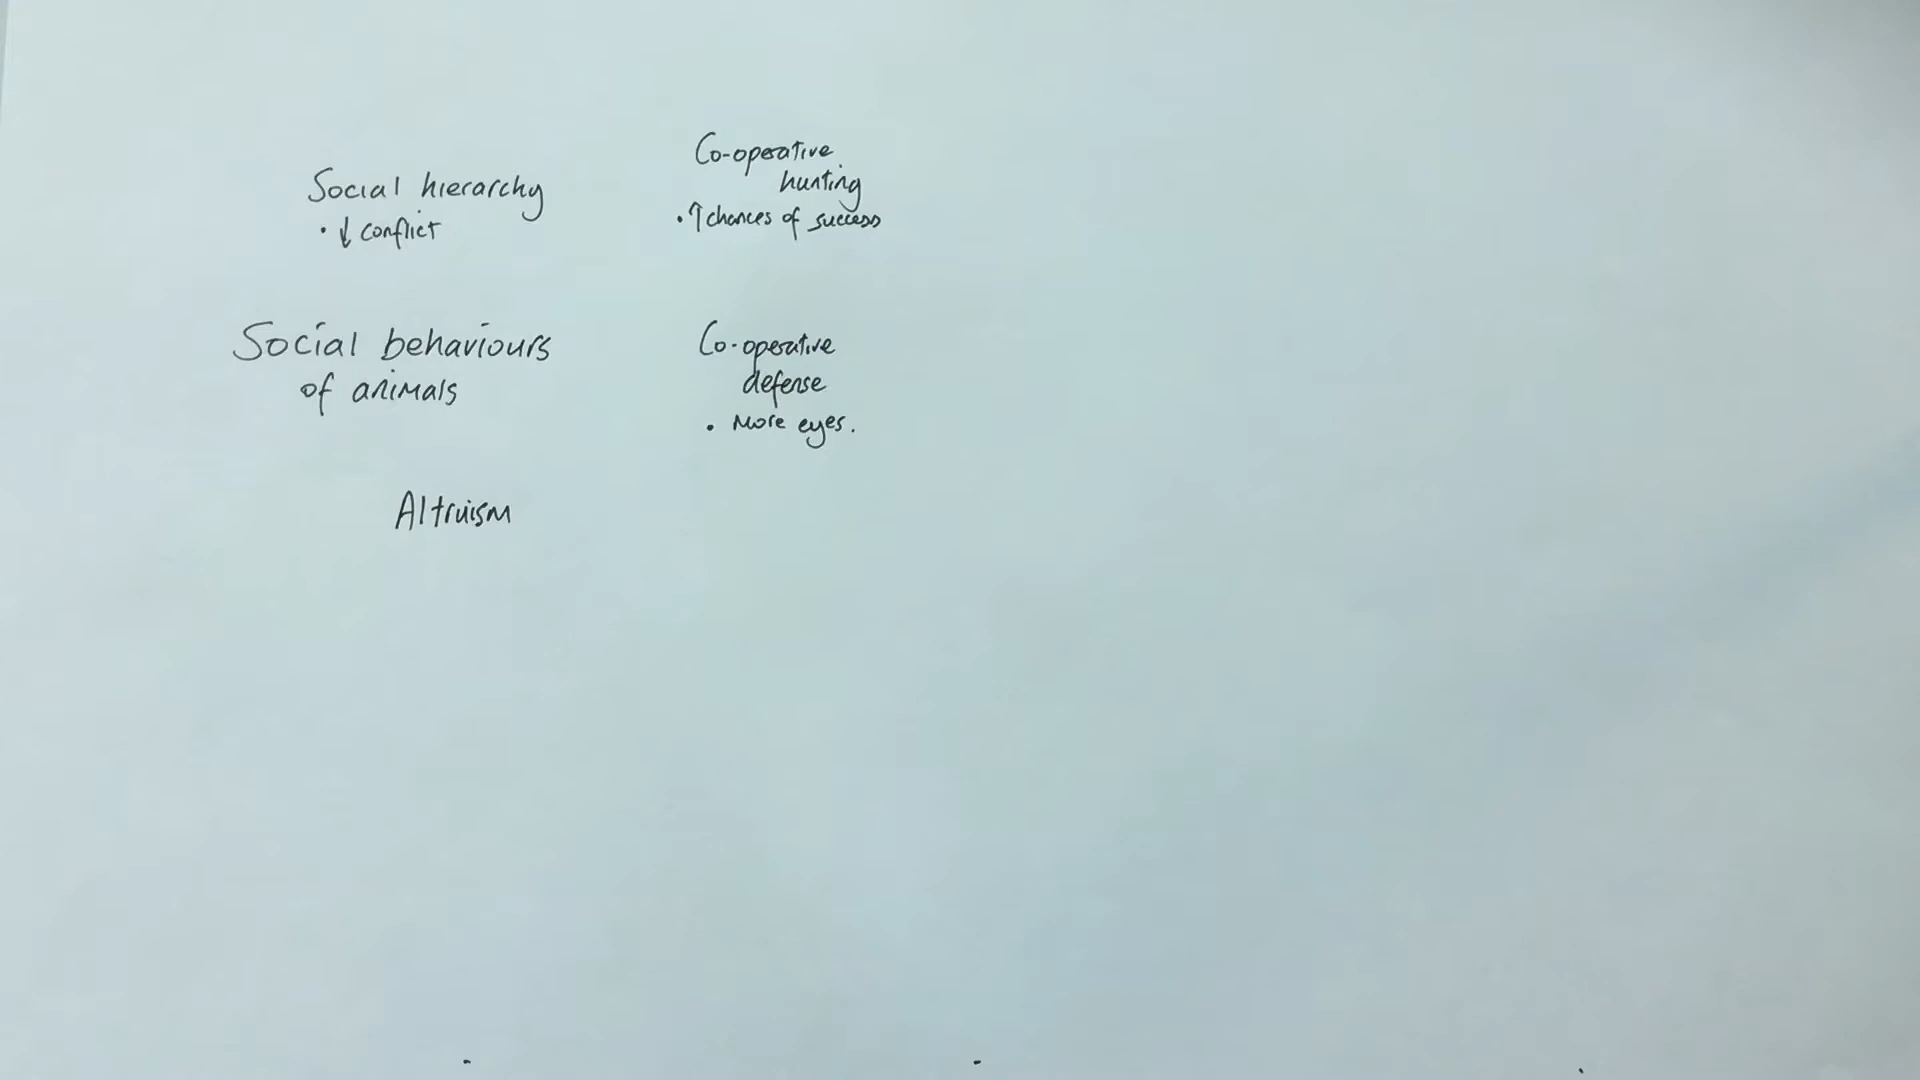 Social hierarchy
• ↓ conflict
Co-operative
hunting
• ↑ chances of success
Social behaviours
of animals
Co-operative
defense
• More eyes.
Altruism